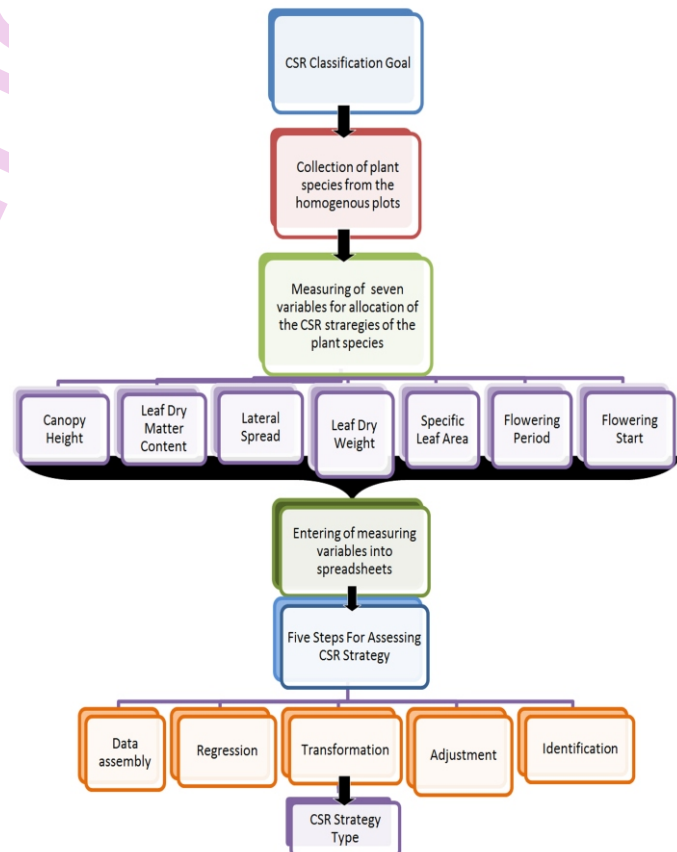 CSR Classification Goal
Collection of plant
species from the
homogenous plots
Measuring of seven
variables for allocation of
the CSR straregies of the
plant species
Canopy
Height
Leaf Dry
Matter
Content
Lateral
Spread
Leaf Dry
Weight
Specific
Leaf Area
Flowering
Period
Flowering
Start
Entering of measuring
variables into
spreadsheets
Five Steps For Assessing
CSR Strategy
Data
assembly
Regression
Transformation
Adjustment
Identification
CSR Strategy
Type